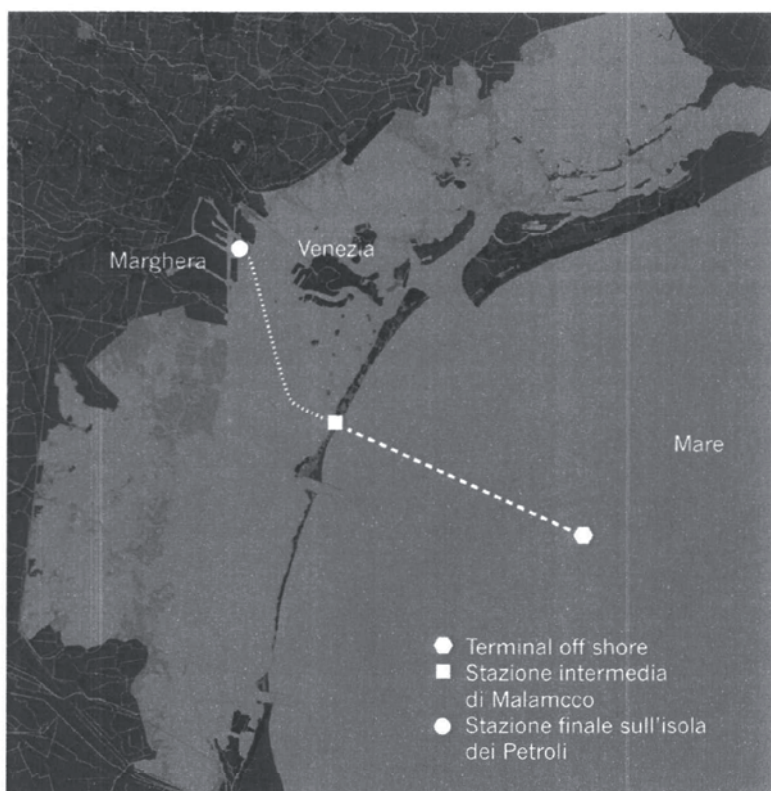 Venezia
Marghera
Mare
Terminal off shore
Stazione intermedia
di Malamcco
Stazione finale sull'isola
dei Petroli